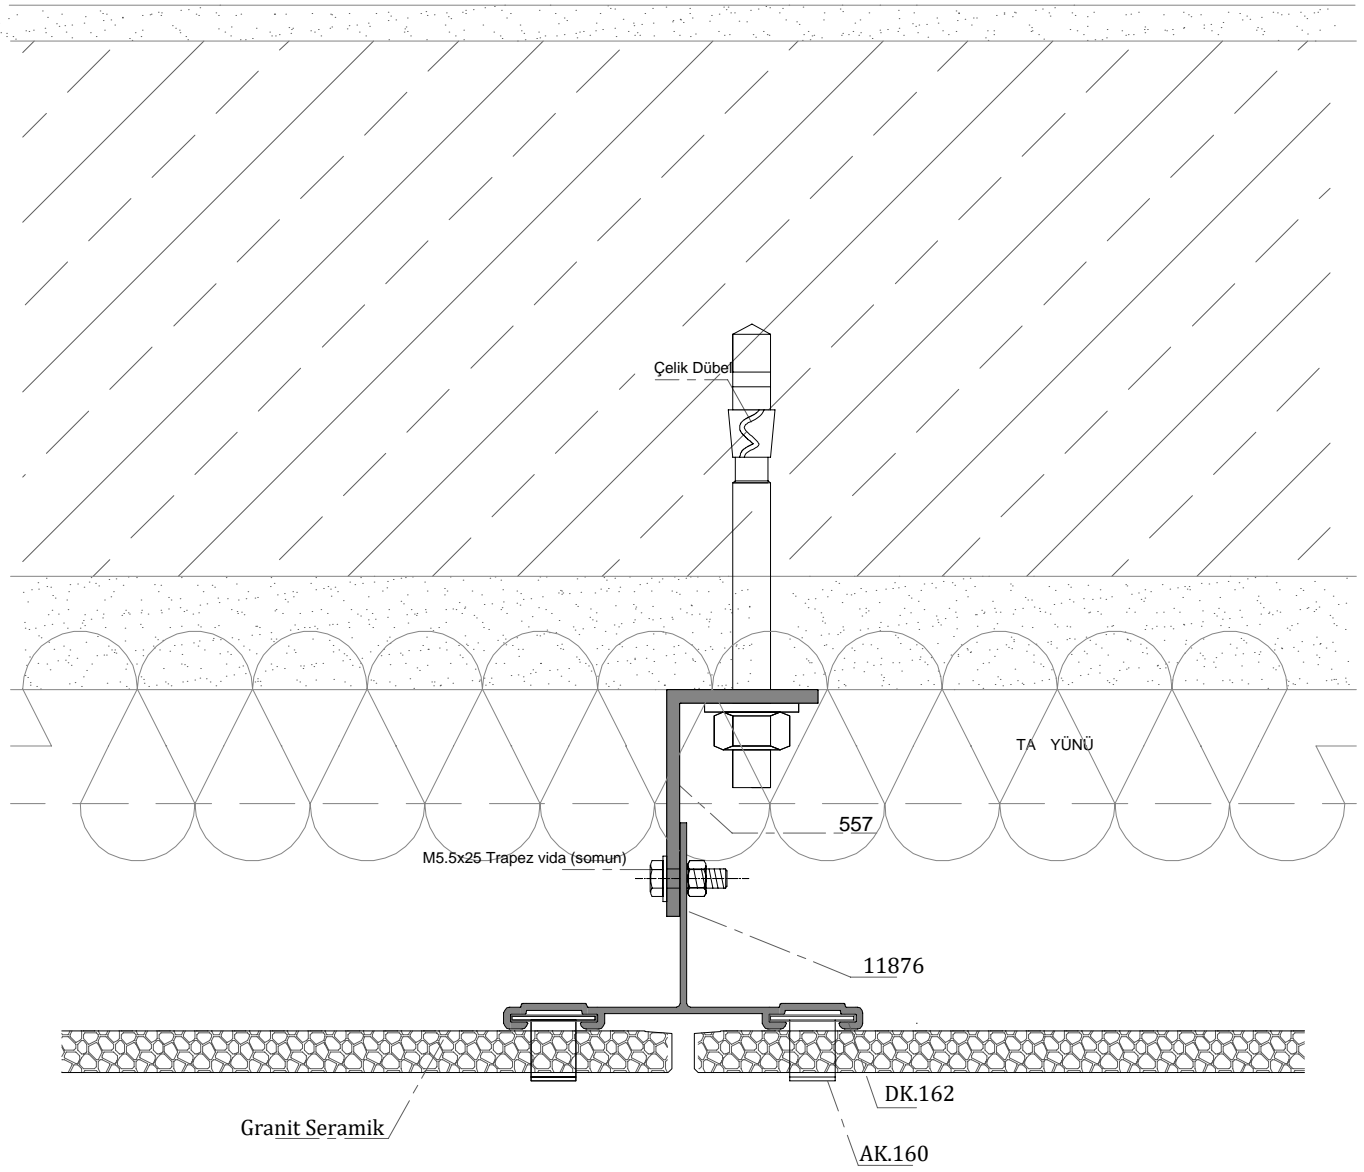 Çelik Dübel
TA YÜNÜ
557
M5.5x25 Trapez vida (somun)
11876
DK.162
Granit Seramik
AK.160